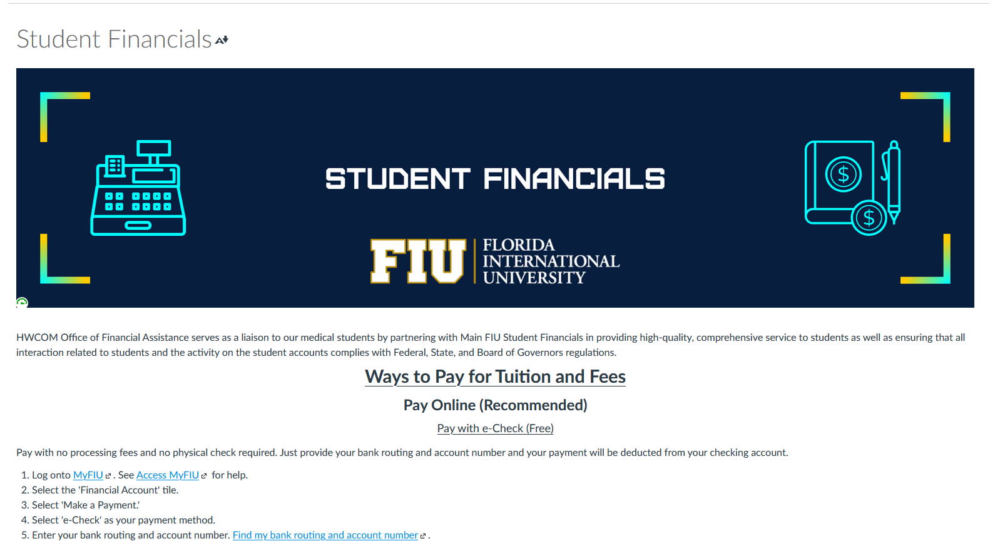 Student Financials
STUDENT FINANCIALS
FIU
FLORIDA
INTERNATIONAL
UNIVERSITY
HWCOM Office of Financial Assistance serves as a liaison to our medical students by partnering with Main FIU Student Financials in providing high-quality, comprehensive service to students as well as ensuring that all
interaction related to students and the activity on the student accounts complies with Federal, State, and Board of Governors regulations.
Ways to Pay for Tuition and Fees
Pay Online (Recommended)
Pay with e-Check (Free)
Pay with no processing fees and no physical check required. Just provide your bank routing and account number and your payment will be deducted from your checking account.
1. Log onto MyFIU . See Access MyFIU for help.
2. Select the 'Financial Account' tile.
3. Select 'Make a Payment.'
4. Select 'e-Check' as your payment method.
5. Enter your bank routing and account number. Find my bank routing and account number .